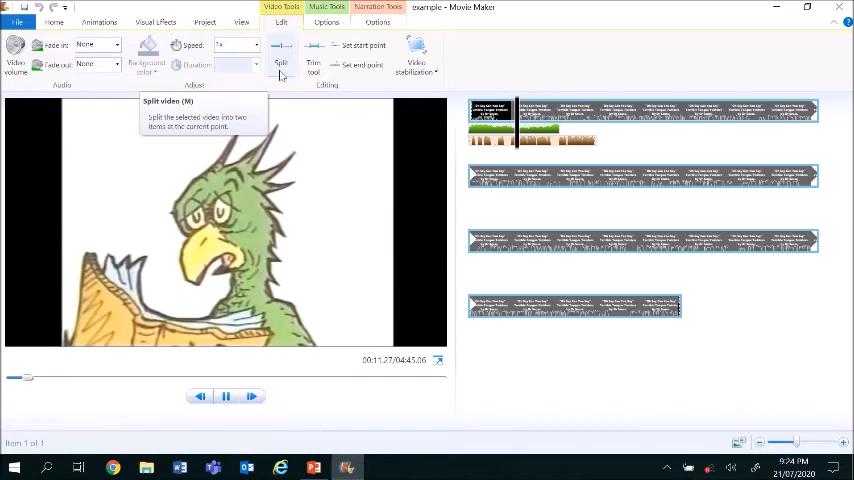 Video Tools Music Tools Narration Tools example - Movie Maker
File Home Animations Visual Effects Project View Edit Options Options
Video volume
Fade in: None
Fade out: None
Audio
Background color
Speed: 1x
Duration:
Adjust
Split
Trim tool
Set start point
Set end point
Editing
Video stabilization
Split video (M)
Split the selected video into two
items at the current point.
00:11.27/04:45.06
Item 1 of 1
9:24 PM
21/07/2020